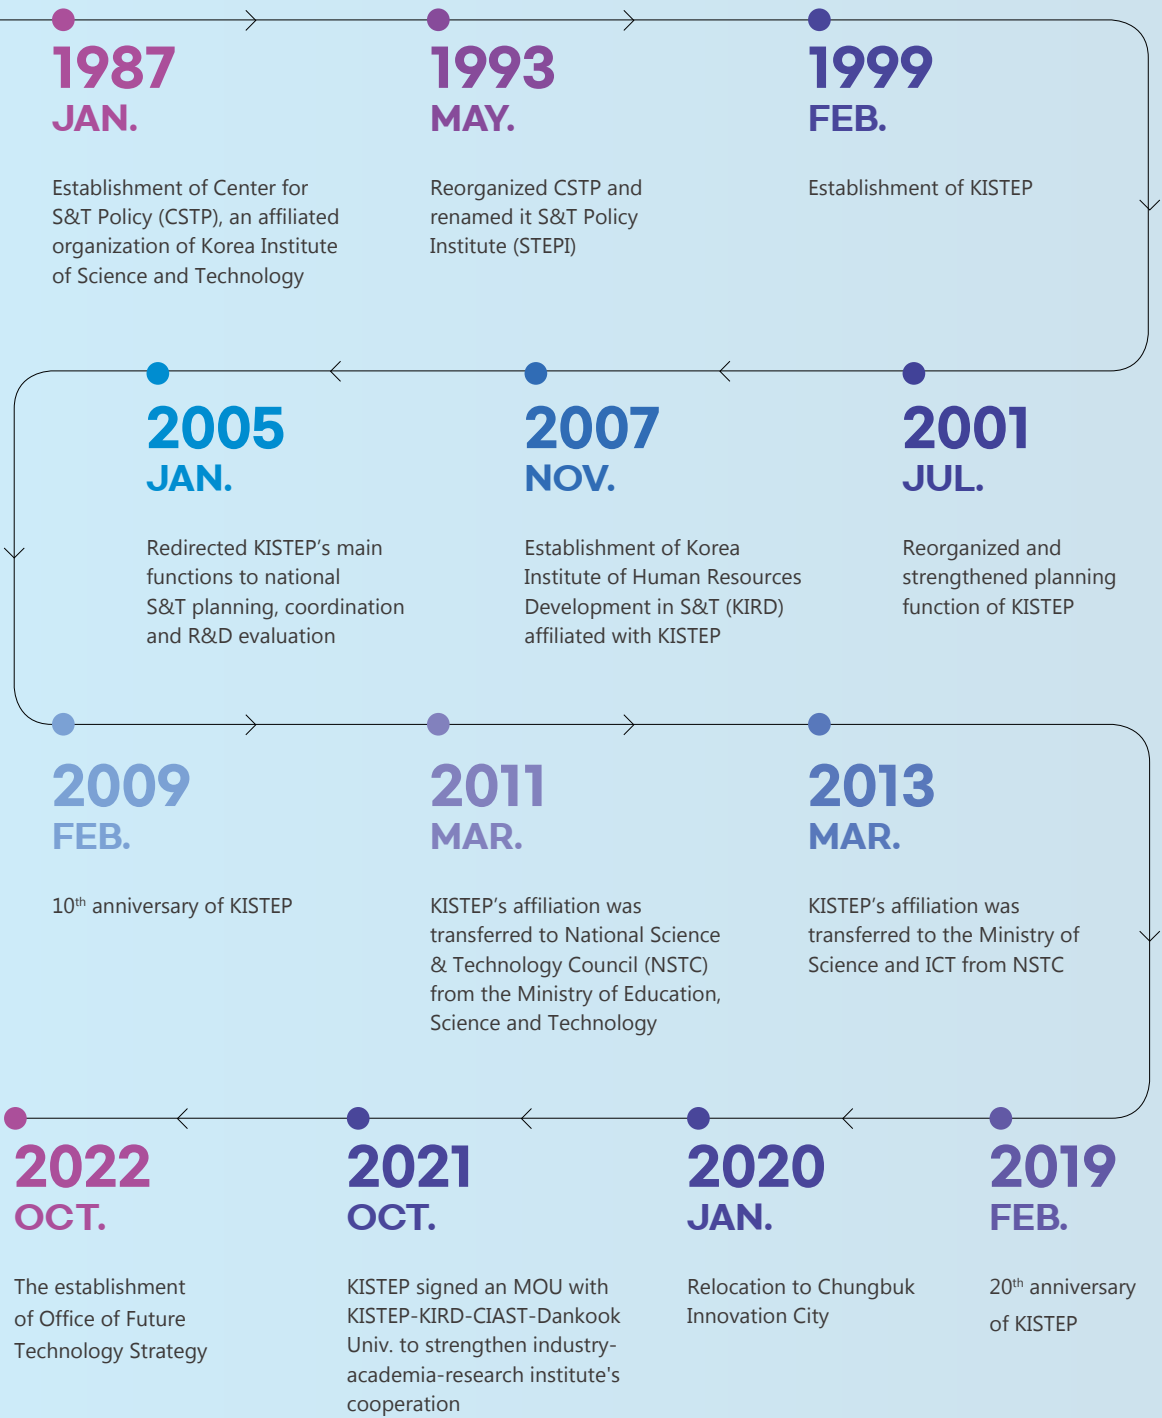 1987
JAN.
Establishment of Center for
S&T Policy (CSTP), an affiliated
organization of Korea Institute
of Science and Technology
1993
MAY.
Reorganized CSTP and
renamed it S&T Policy
Institute (STEPI)
1999
FEB.
Establishment of KISTEP
2001
JUL.
Reorganized and
strengthened planning
function of KISTEP
2007
NOV.
Establishment of Korea
Institute of Human Resources
Development in S&T (KIRD)
affiliated with KISTEP
2005
JAN.
Redirected KISTEP’s main
functions to national
S&T planning, coordination
and R&D evaluation
2009
FEB.
10th anniversary of KISTEP
2011
MAR.
KISTEP’s affiliation was
transferred to National Science
& Technology Council (NSTC)
from the Ministry of Education,
Science and Technology
2013
MAR.
KISTEP’s affiliation was
transferred to the Ministry of
Science and ICT from NSTC
2019
FEB.
20th anniversary
of KISTEP
2020
JAN.
Relocation to Chungbuk
Innovation City
2021
OCT.
KISTEP signed an MOU with
KISTEP-KIRD-CIAST-Dankook
Univ. to strengthen industry-
academia-research institute's
cooperation
2022
OCT.
The establishment
of Office of Future
Technology Strategy